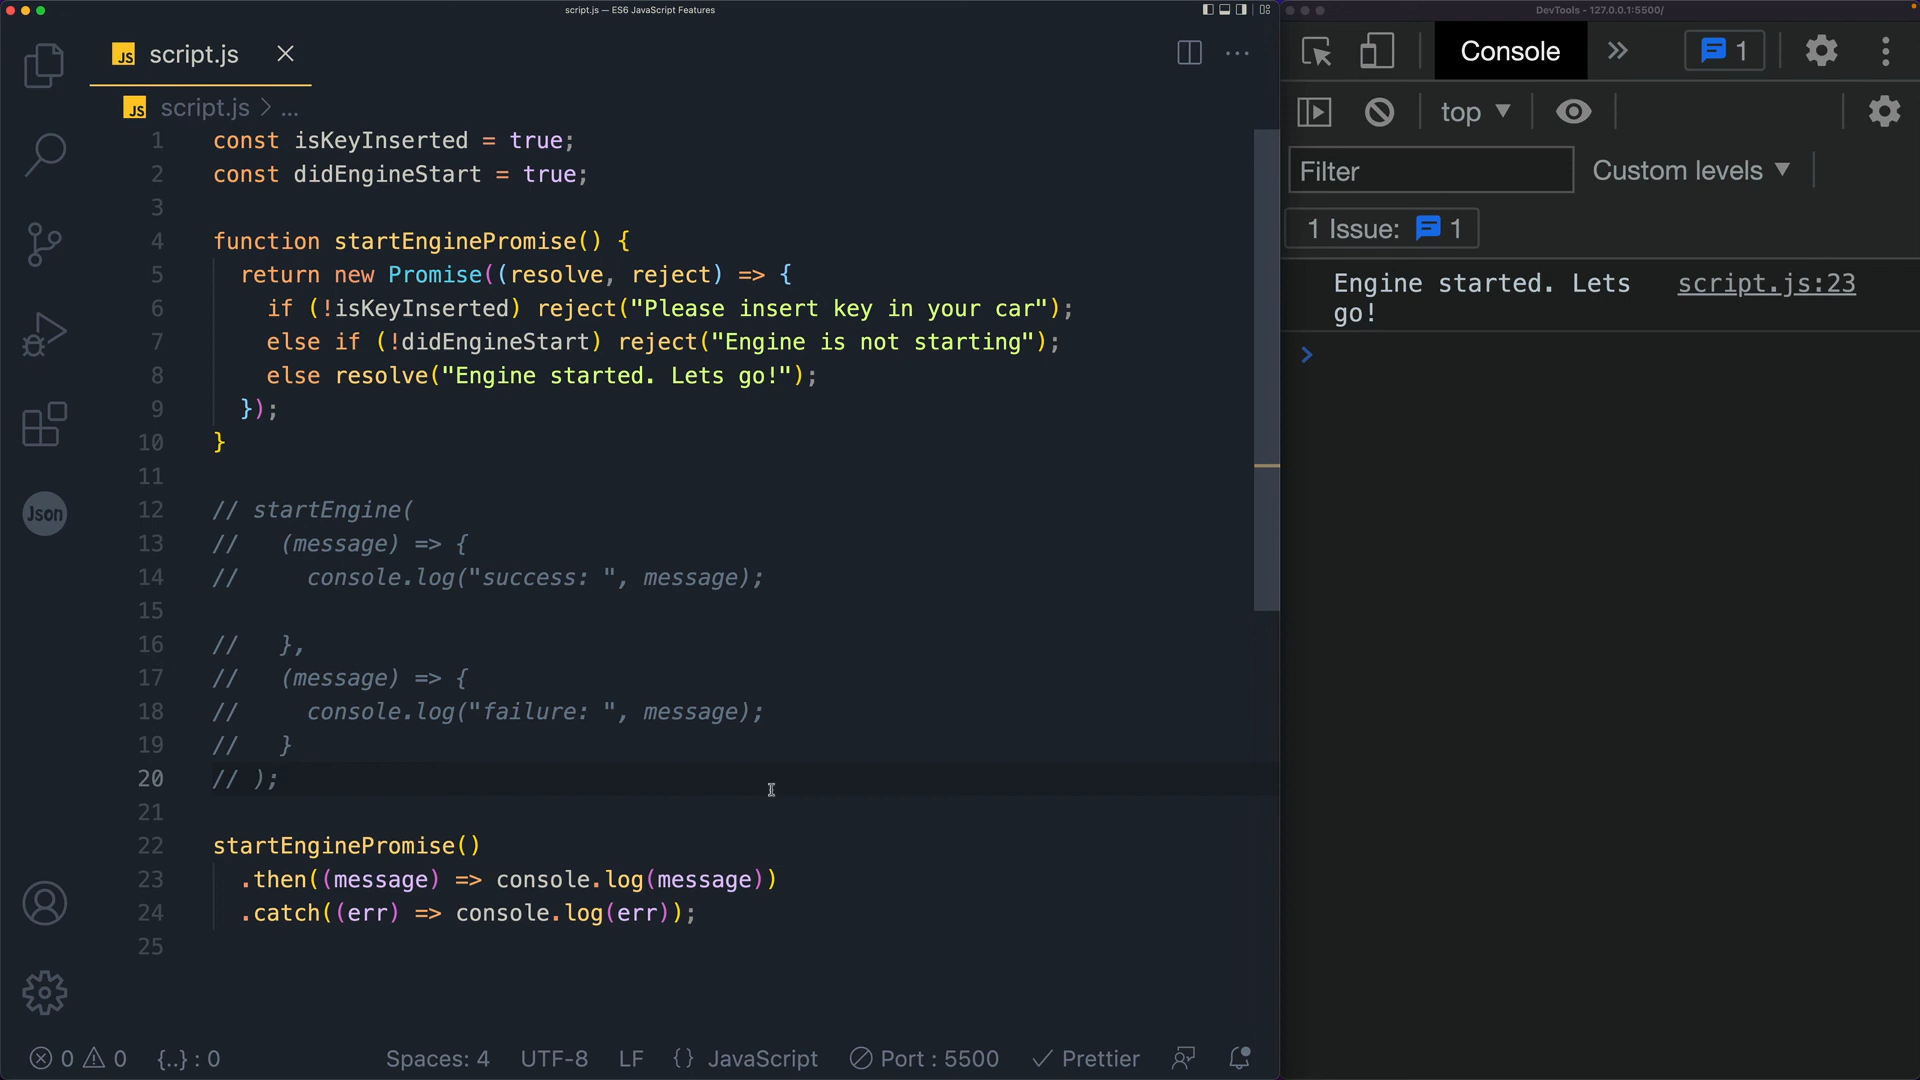 script.js — ES6 JavaScript Features
JS script.js
JS script.js > ...
1 const isKeyInserted = true;
2 const didEngineStart = true;
3
4 function startEnginePromise() {
5   return new Promise((resolve, reject) => {
6     if (!isKeyInserted) reject("Please insert key in your car");
7     else if (!didEngineStart) reject("Engine is not starting");
8     else resolve("Engine started. Lets go!");
9   });
10 }
11
12 // startEngine(
13 //   (message) => {
14 //     console.log("success: ", message);
15
16 //   },
17 //   (message) => {
18 //     console.log("failure: ", message);
19 //   }
20 // );
21
22 startEnginePromise()
23   .then((message) => console.log(message))
24   .catch((err) => console.log(err));
25
Json
0 0 {..} : 0 Spaces: 4 UTF-8 LF {} JavaScript Port : 5500 Prettier
DevTools - 127.0.0.1:5500/
Console 1
top
Filter Custom levels
1 Issue: 1
Engine started. Lets script.js:23
go!